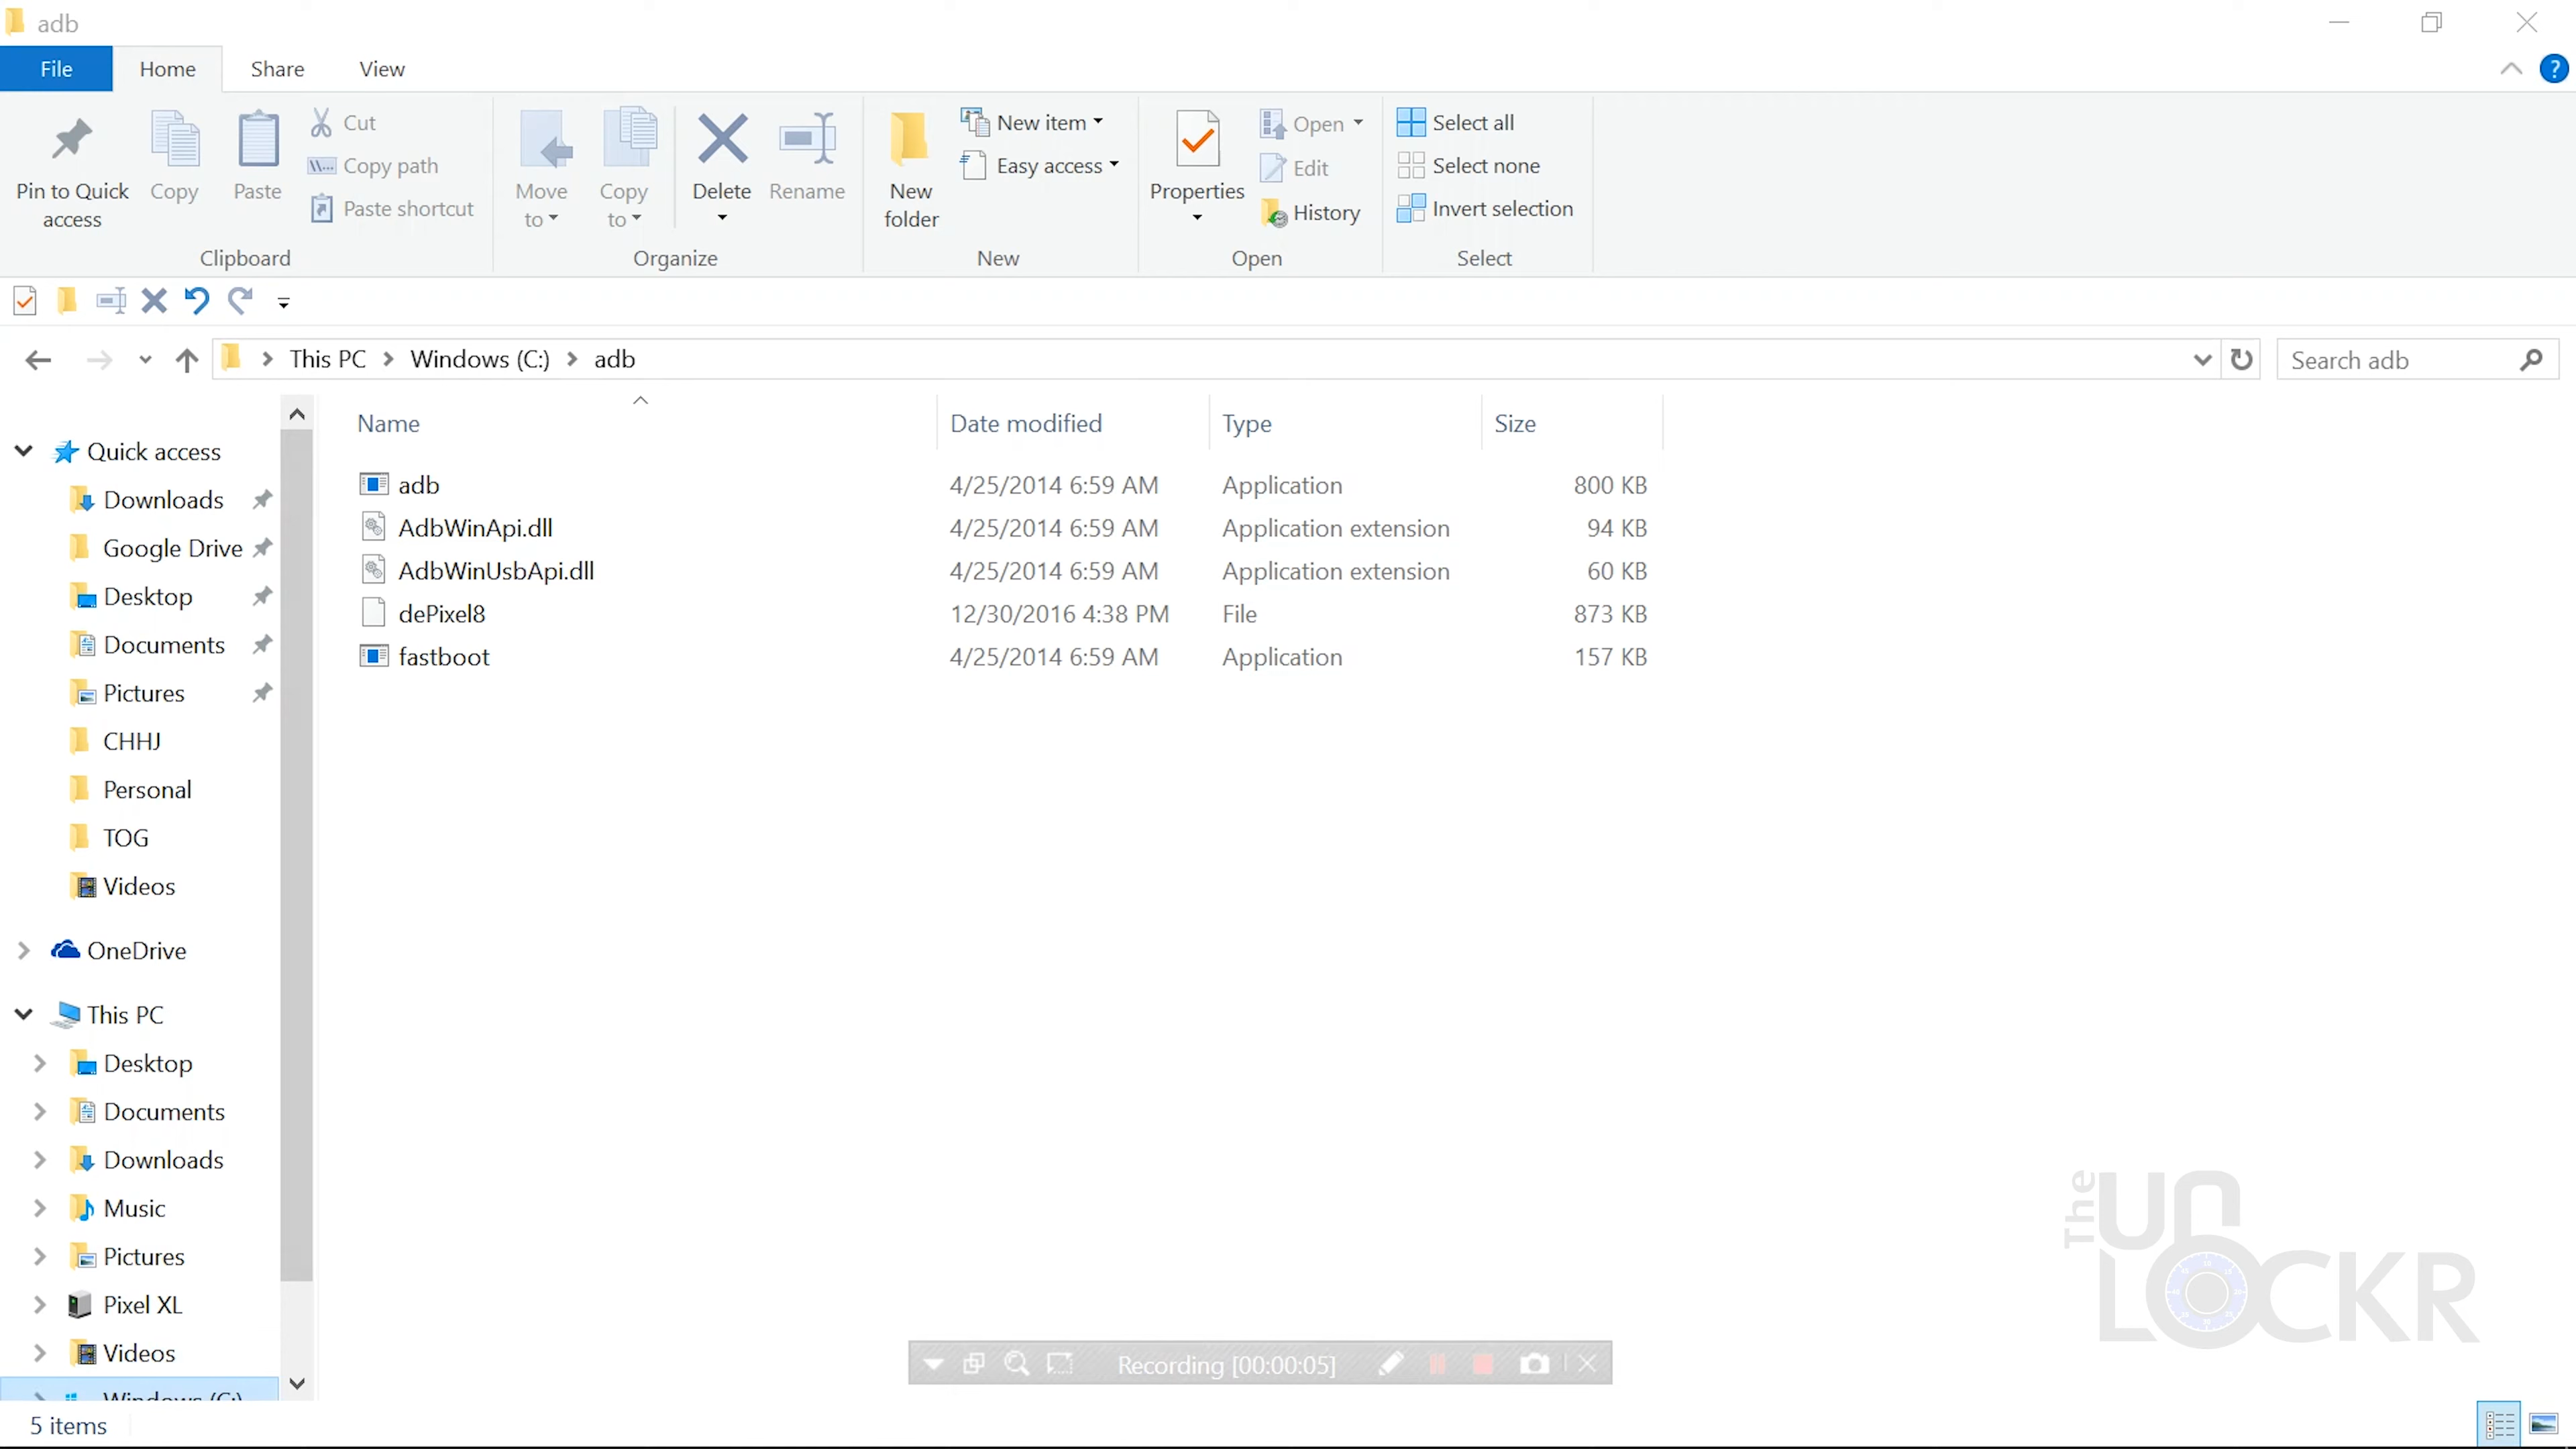 adb
File Home Share View
Pin to Quick access
Copy
Paste
Cut
Copy path
Paste shortcut
Clipboard
Move to
Copy to
Delete
Rename
Organize
New folder
New item
Easy access
New
Properties
Open
Edit
History
Open
Select all
Select none
Invert selection
Select
This PC Windows (C:) adb
Search adb
Name Date modified Type Size
adb 4/25/2014 6:59 AM Application 800 KB
AdbWinApi.dll 4/25/2014 6:59 AM Application extension 94 KB
AdbWinUsbApi.dll 4/25/2014 6:59 AM Application extension 60 KB
dePixel8 12/30/2016 4:38 PM File 873 KB
fastboot 4/25/2014 6:59 AM Application 157 KB
Quick access
Downloads
Google Drive
Desktop
Documents
Pictures
CHHJ
Personal
TOG
Videos
OneDrive
This PC
Desktop
Documents
Downloads
Music
Pictures
Pixel XL
Videos
Windows (C:)
The UNLOCKR
Recording [00:00:05]
5 items